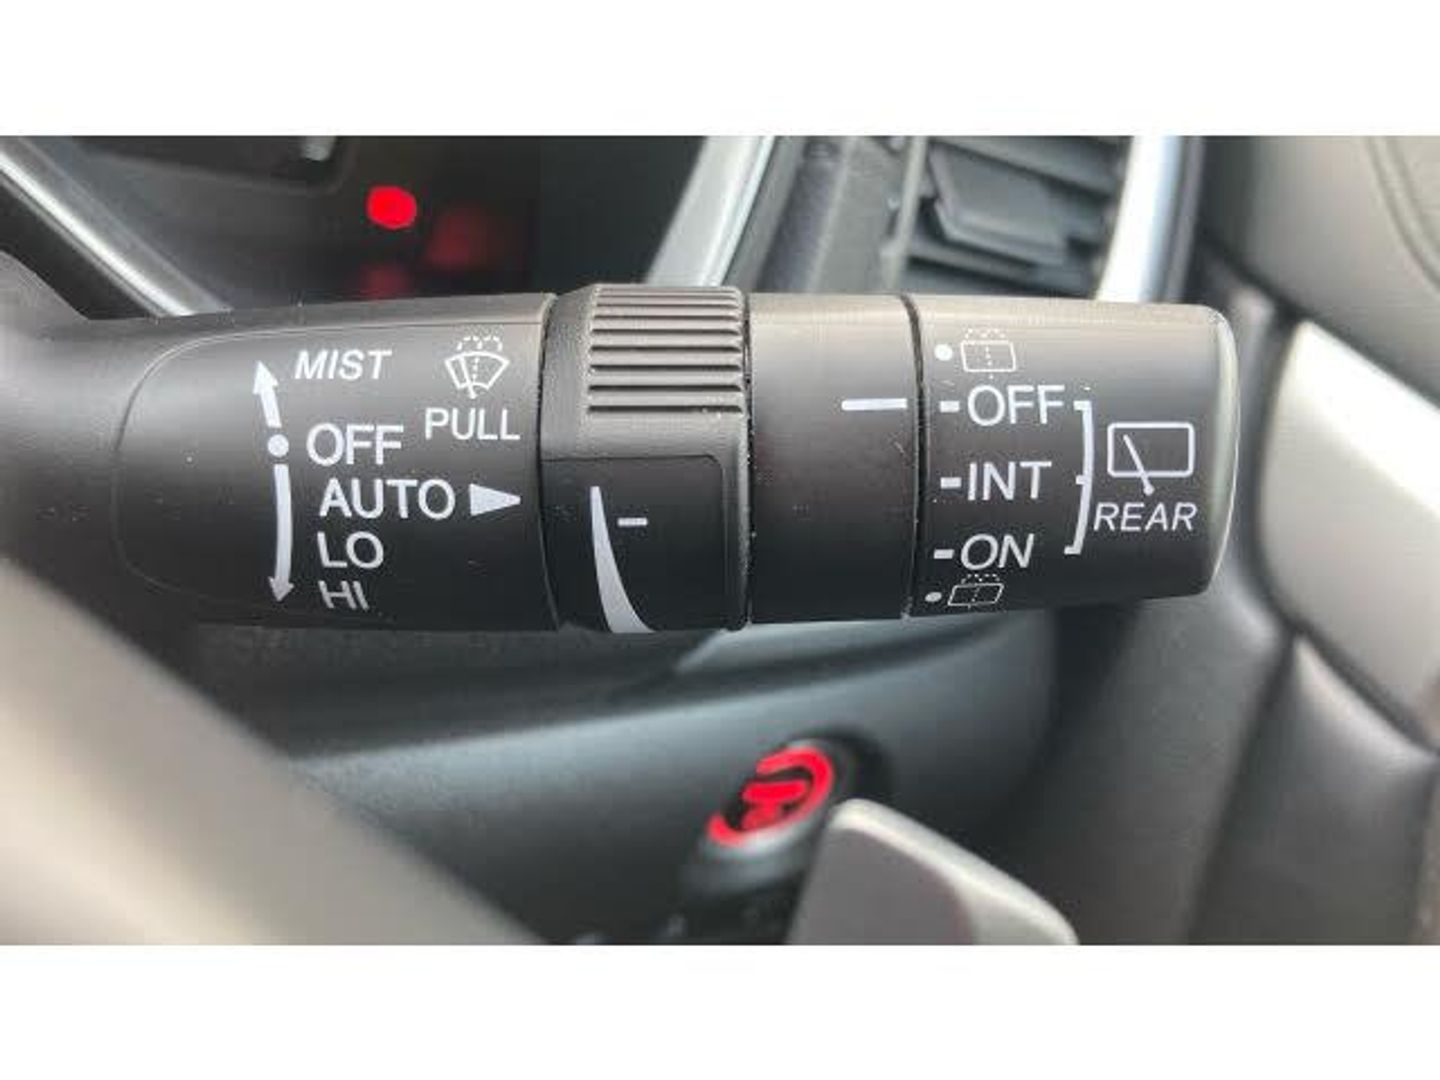 MIST
PULL
OFF
AUTO
LO
HI
OFF
INT
ON
REAR